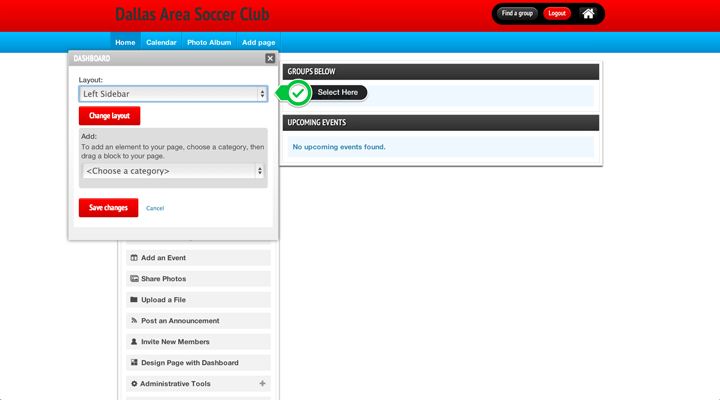 Dallas Area Soccer Club
Find a group
Logout
Home
Calendar
Photo Album
Add page
DASHBOARD
Layout:
Left Sidebar
Change layout
Add:
To add an element to your page, choose a category, then
drag a block to your page.
<Choose a category>
Save changes
Cancel
GROUPS BELOW
Select Here
UPCOMING EVENTS
No upcoming events found.
Add an Event
Share Photos
Upload a File
Post an Announcement
Invite New Members
Design Page with Dashboard
Administrative Tools